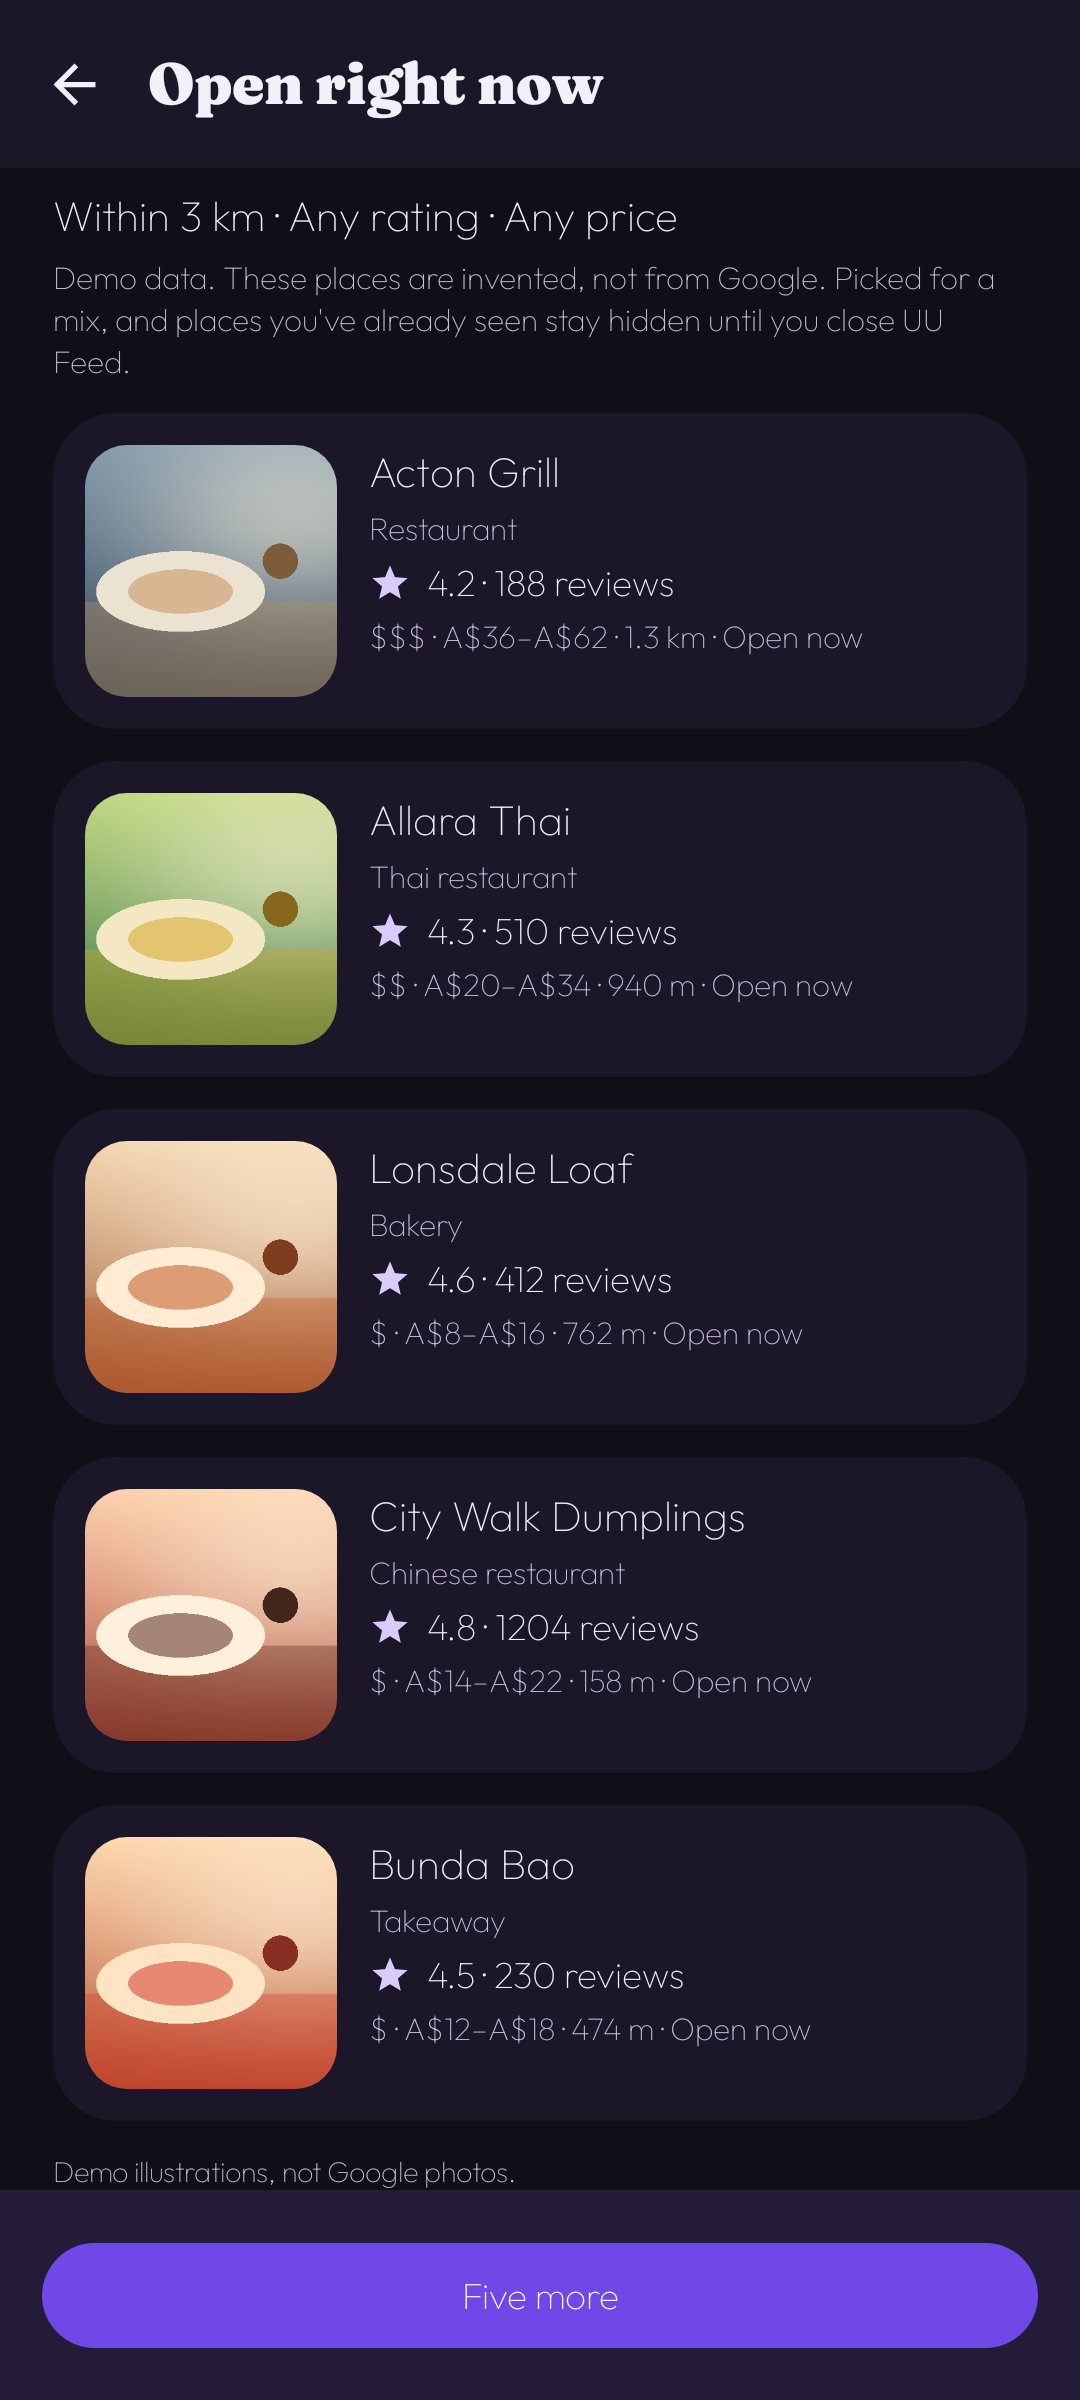 Open right now
Within 3 km · Any rating · Any price
Demo data. These places are invented, not from Google. Picked for a
mix, and places you've already seen stay hidden until you close UU
Feed.
Acton Grill
Restaurant
4.2 · 188 reviews
$$$ · A$36–A$62 · 1.3 km · Open now
Allara Thai
Thai restaurant
4.3 · 510 reviews
$$ · A$20–A$34 · 940 m · Open now
Lonsdale Loaf
Bakery
4.6 · 412 reviews
$ · A$8–A$16 · 762 m · Open now
City Walk Dumplings
Chinese restaurant
4.8 · 1204 reviews
$ · A$14–A$22 · 158 m · Open now
Bunda Bao
Takeaway
4.5 · 230 reviews
$ · A$12–A$18 · 474 m · Open now
Demo illustrations, not Google photos.
Five more